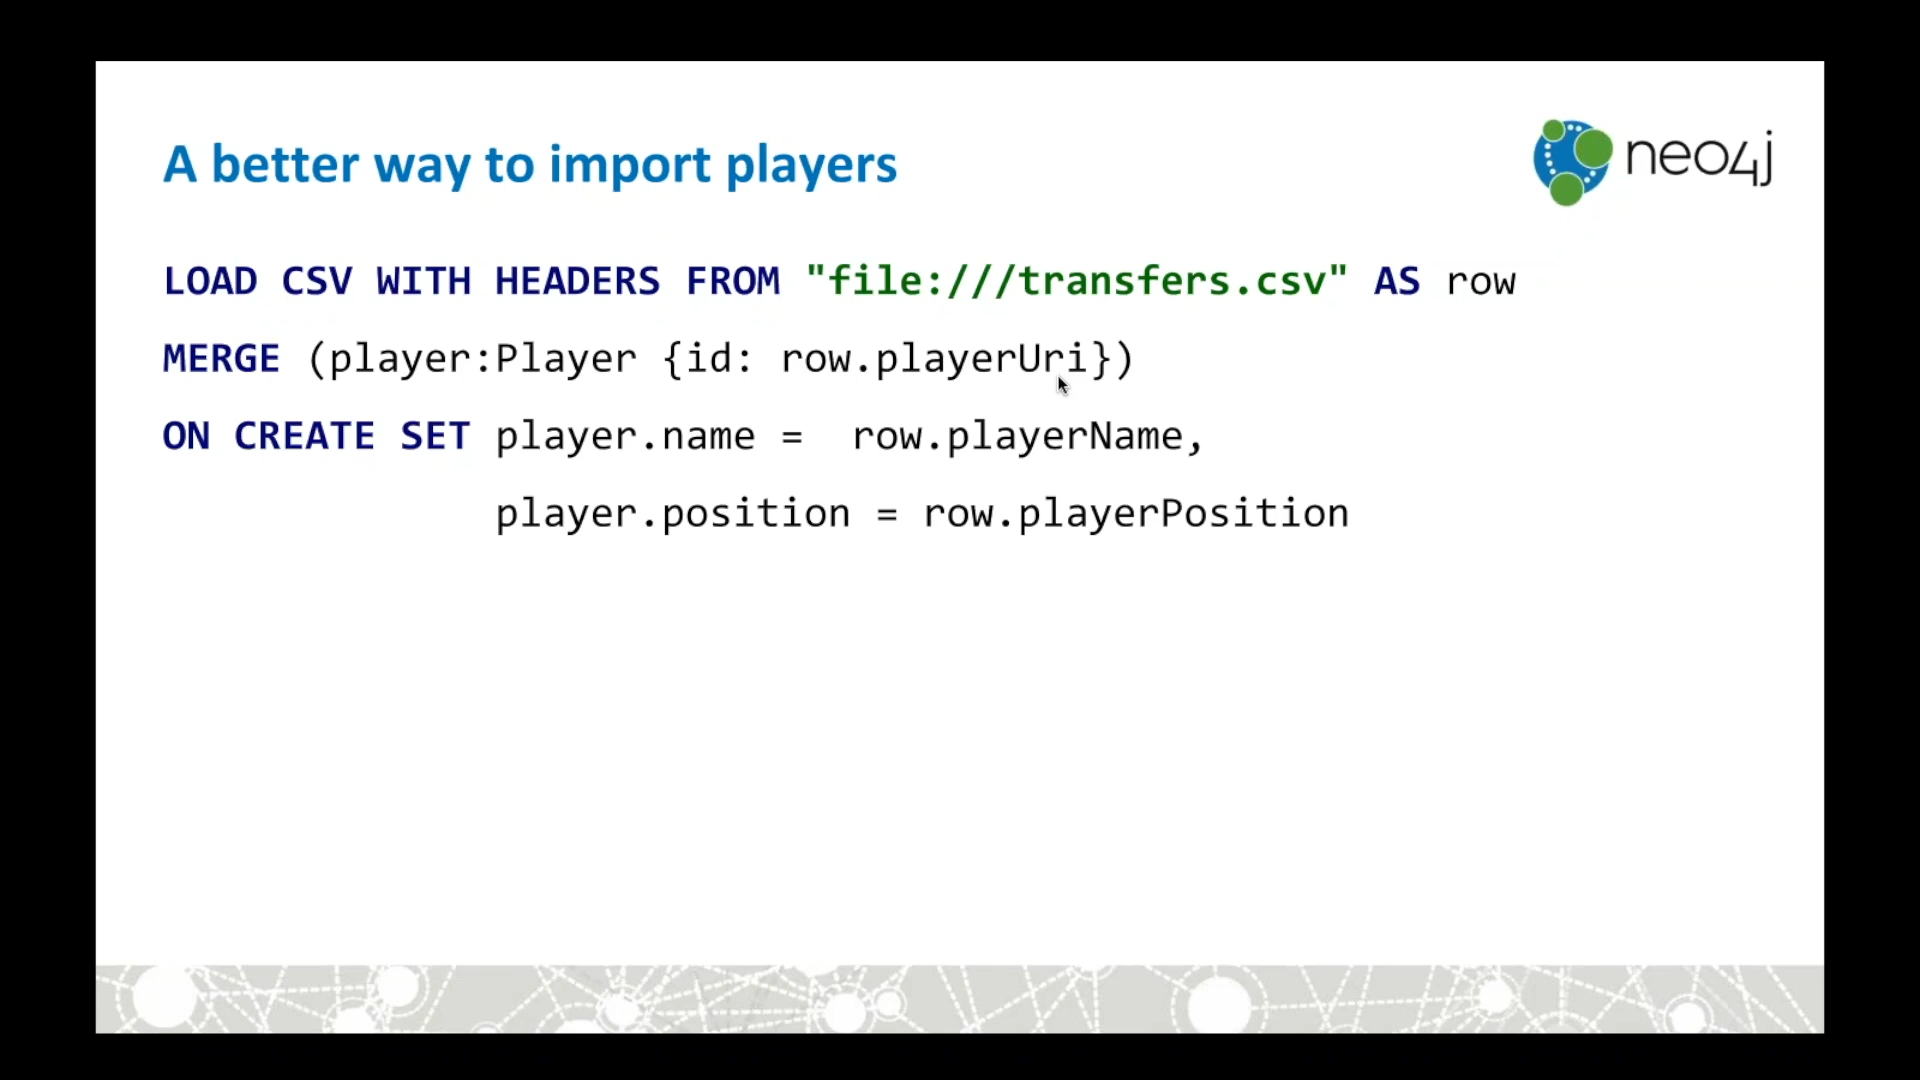 A better way to import players
neo4j
LOAD CSV WITH HEADERS FROM "file:///transfers.csv" AS row
MERGE (player:Player {id: row.playerUri})
ON CREATE SET player.name =  row.playerName,
player.position = row.playerPosition